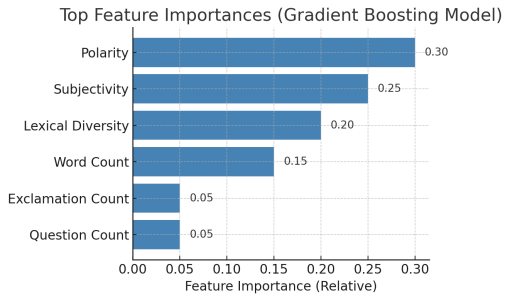 Top Feature Importances (Gradient Boosting Model)
Polarity
0.30
Subjectivity
0.25
Lexical Diversity
0.20
Word Count
0.15
Exclamation Count
0.05
Question Count
0.05
0.00 0.05 0.10 0.15 0.20 0.25 0.30
Feature Importance (Relative)